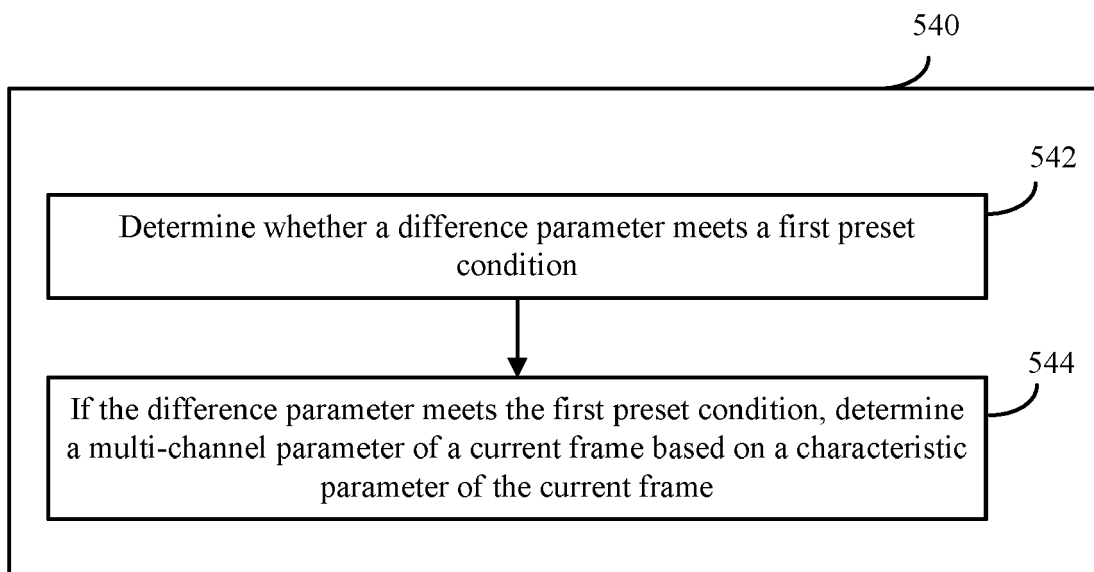 540
542
Determine whether a difference parameter meets a first preset
condition
544
If the difference parameter meets the first preset condition, determine
a multi-channel parameter of a current frame based on a characteristic
parameter of the current frame